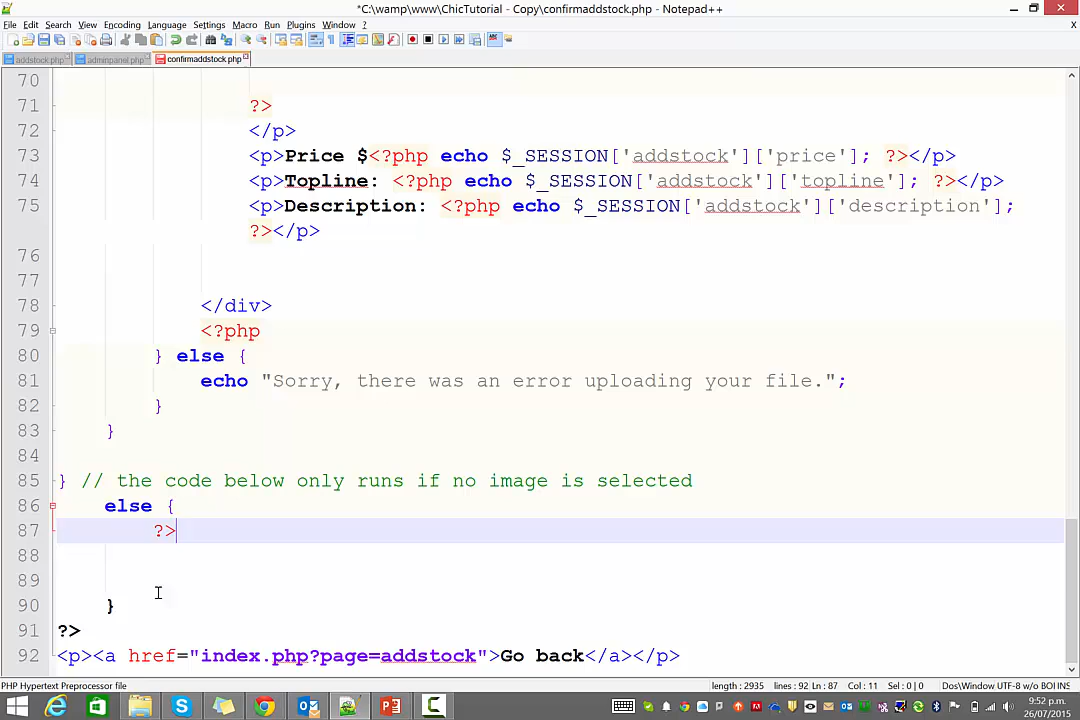 *C:\wamp\www\ChicTutorial - Copy\confirmaddstock.php - Notepad++
File Edit Search View Encoding Language Settings Macro Run Plugins Window ?
X
addstock.php adminpanel.php confirmaddstock.php
70
71 ?>
72 </p>
73 <p>Price $<?php echo $_SESSION['addstock']['price']; ?></p>
74 <p>Topline: <?php echo $_SESSION['addstock']['topline']; ?></p>
75 <p>Description: <?php echo $_SESSION['addstock']['description'];
?></p>
76
77
78 </div>
79 <?php
80 } else {
81 echo "Sorry, there was an error uploading your file.";
82 }
83 }
84
85 } // the code below only runs if no image is selected
86 else {
87 ?>
88
89
90 }
91 ?>
92 <p><a href="index.php?page=addstock">Go back</a></p>
PHP Hypertext Preprocessor file length : 2935 lines : 92 Ln : 87 Col : 11 Sel : 0 | 0 Dos\Window UTF-8 w/o BOI INS
9:52 p.m.
26/07/2015